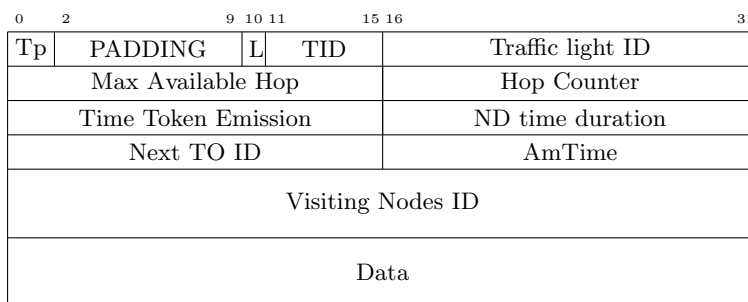 0 2 9 10 11 15 16 31
Tp PADDING L TID Traffic light ID
Max Available Hop Hop Counter
Time Token Emission ND time duration
Next TO ID AmTime
Visiting Nodes ID
Data